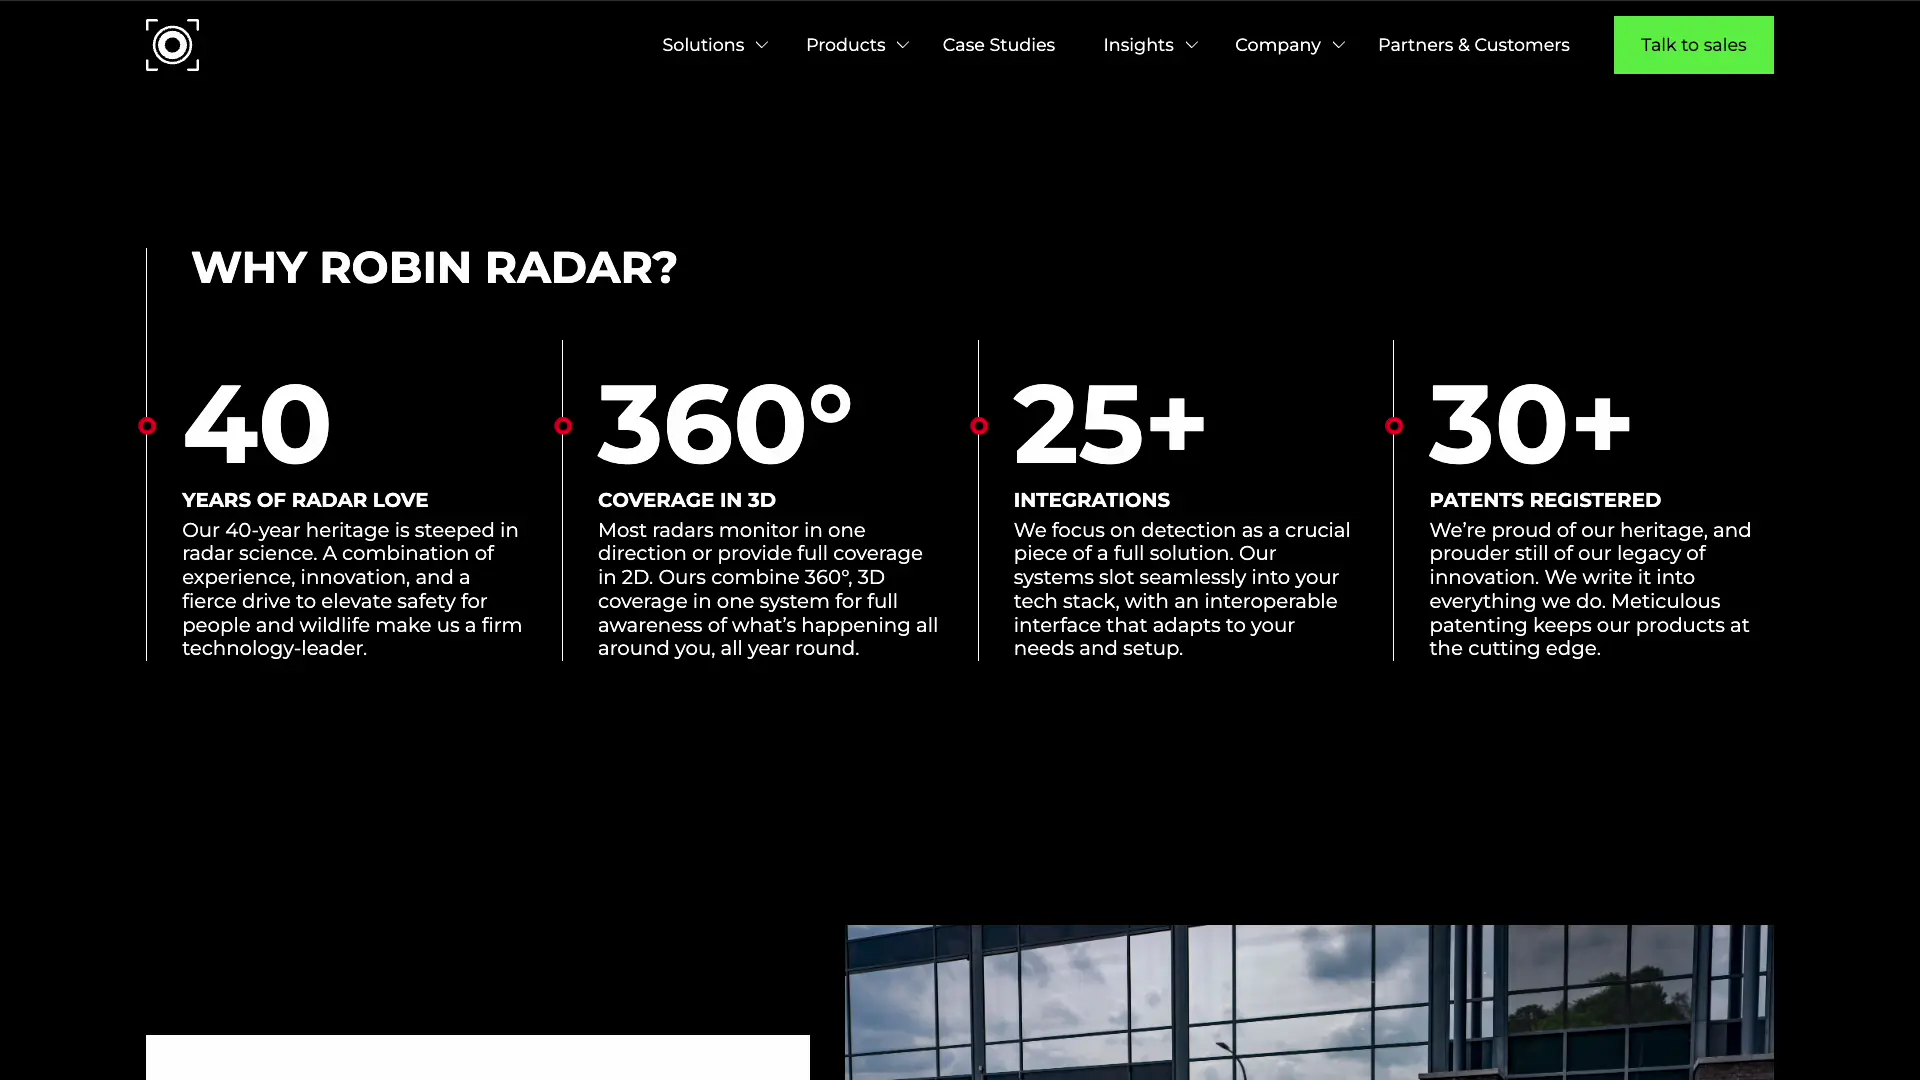 Solutions
Products
Case Studies
Insights
Company
Partners & Customers
Talk to sales
WHY ROBIN RADAR?
40
YEARS OF RADAR LOVE
Our 40-year heritage is steeped in
radar science. A combination of
experience, innovation, and a
fierce drive to elevate safety for
people and wildlife make us a firm
technology-leader.
360°
COVERAGE IN 3D
Most radars monitor in one
direction or provide full coverage
in 2D. Ours combine 360°, 3D
coverage in one system for full
awareness of what’s happening all
around you, all year round.
25+
INTEGRATIONS
We focus on detection as a crucial
piece of a full solution. Our
systems slot seamlessly into your
tech stack, with an interoperable
interface that adapts to your
needs and setup.
30+
PATENTS REGISTERED
We’re proud of our heritage, and
prouder still of our legacy of
innovation. We write it into
everything we do. Meticulous
patenting keeps our products at
the cutting edge.